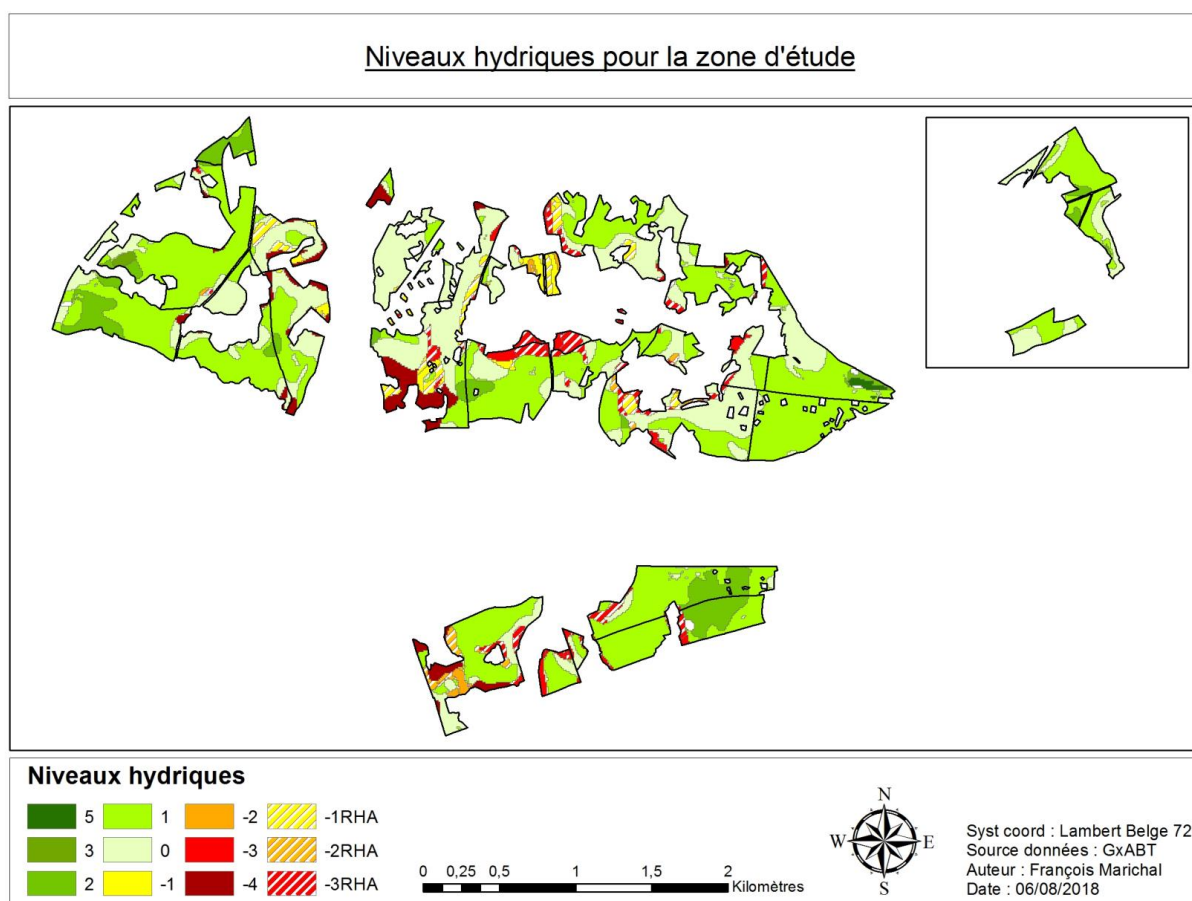 Niveaux hydriques pour la zone d'étude
Niveaux hydriques
5 1 -2 -1RHA
3 0 -3 -2RHA
2 -1 -4 -3RHA
0 0,25 0,5 1 1,5 2
Kilomètres
N
W E
S
Syst coord : Lambert Belge 72
Source données : GxABT
Auteur : François Marichal
Date : 06/08/2018